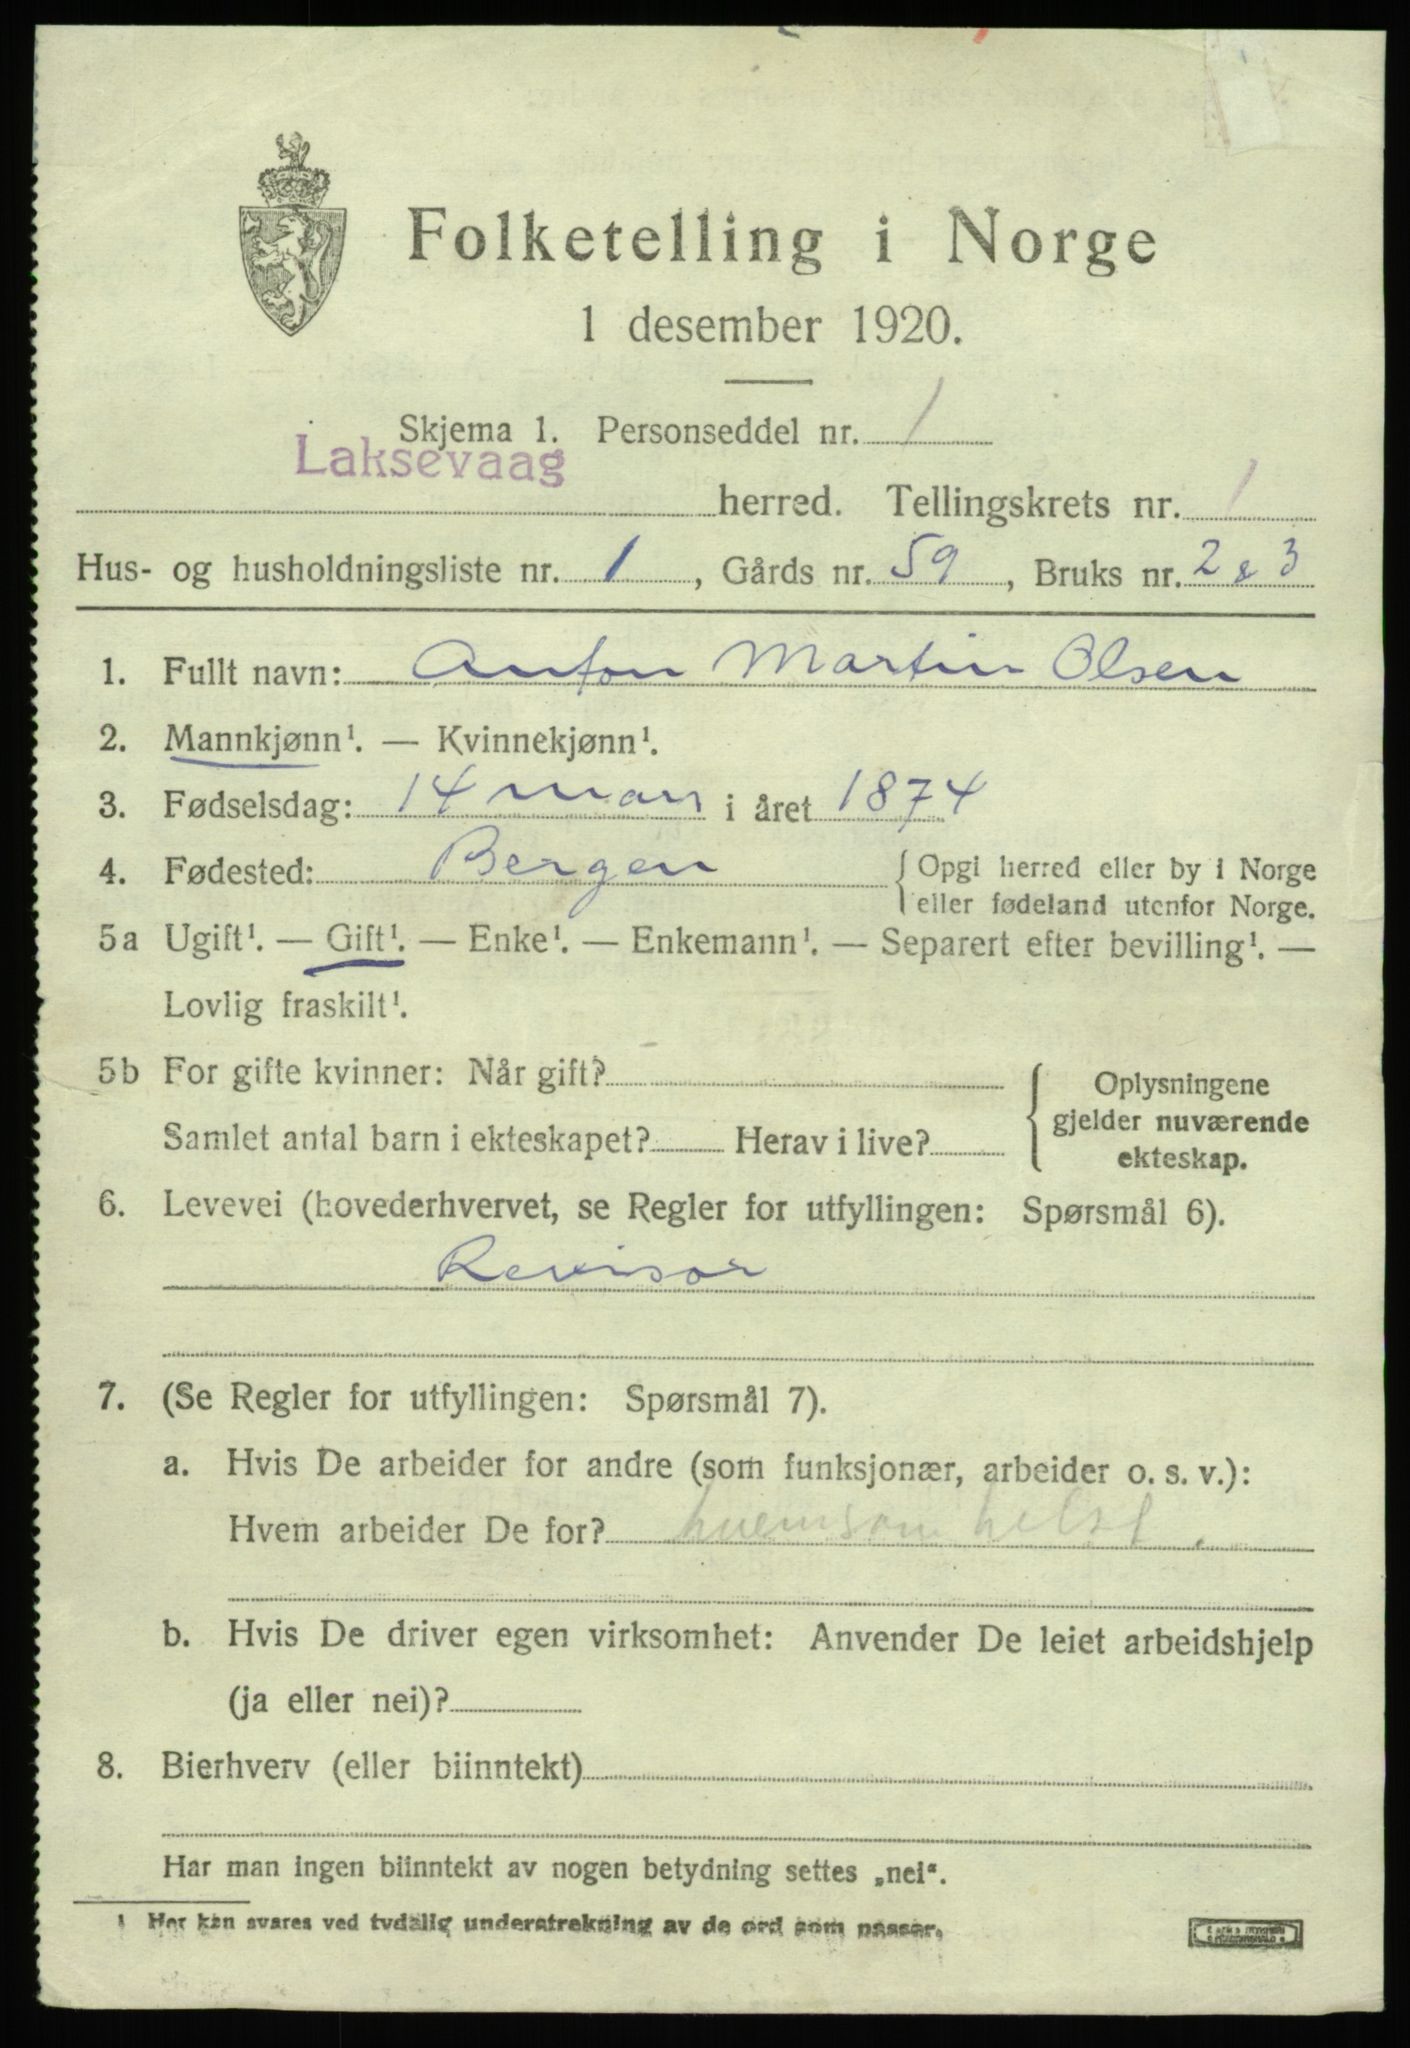 Folketelling i Norge
1 desember 1920.
Skjema 1. Personseddel nr. 1
Laksevaag
herred. Tellingskrets nr. 1
Hus- og husholdningsliste nr. 1, Gårds nr. 59, Bruks nr. 2 & 3
1. Fullt navn: Anton Martin Olsen
2. Mannkjønn¹. — Kvinnekjønn¹.
3. Fødselsdag: 14 mars i året 1874
4. Fødested: Bergen { Opgi herred eller by i Norge
eller fødeland utenfor Norge.
5a Ugift¹. — Gift¹. — Enke¹. — Enkemann¹. — Separert efter bevilling¹. —
Lovlig fraskilt¹.
5b For gifte kvinner: Når gift? { Oplysningene
gjelder nuværende
Samlet antal barn i ekteskapet? Herav i live?
ekteskap.
6. Levevei (hovederhvervet, se Regler for utfyllingen: Spørsmål 6).
Revisor
7. (Se Regler for utfyllingen: Spørsmål 7).
a. Hvis De arbeider for andre (som funksjonær, arbeider o. s. v.):
Hvem arbeider De for? hvemsom helst.
b. Hvis De driver egen virksomhet: Anvender De leiet arbeidshjelp
(ja eller nei)?
8. Bierhverv (eller biinntekt)
Har man ingen biinntekt av nogen betydning settes „nei“.
1 Her kan svares ved tydelig understrekning av de ord som passer.